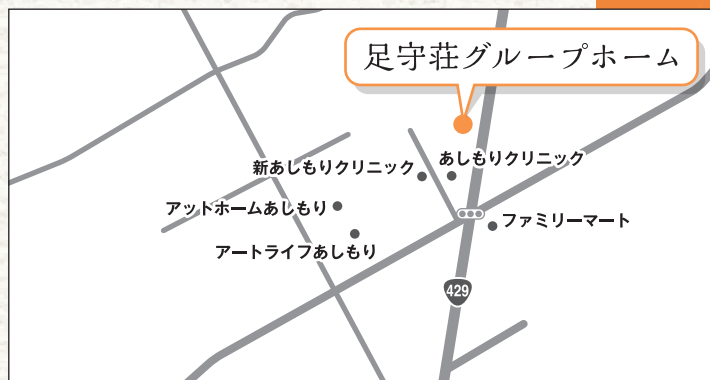 足守荘グループホーム
新あしもりクリニック
あしもりクリニック
アットホームあしもり
ファミリーマート
アートライフあしもり
429